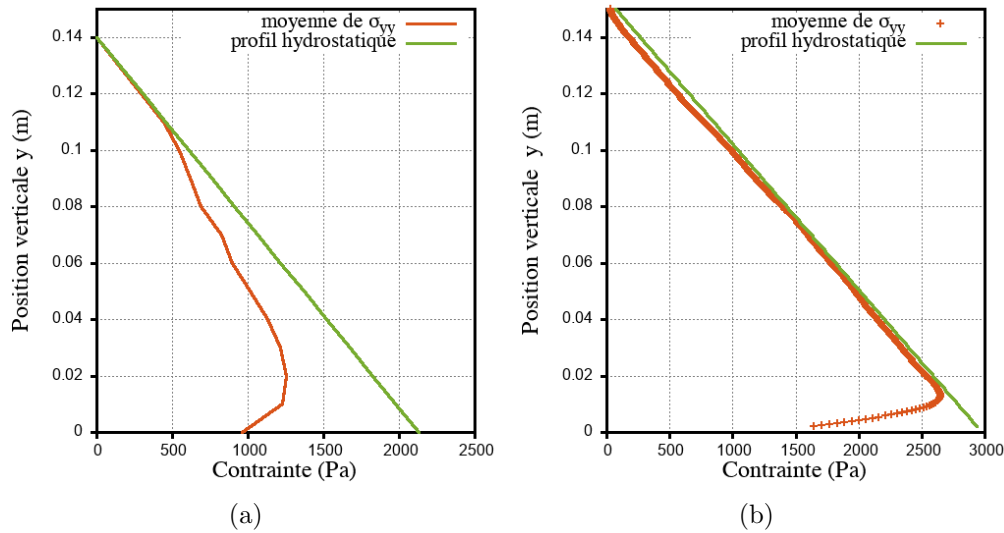 moyenne de σyy
profil hydrostatique
0.14
0.12
0.1
0.08
0.06
0.04
0.02
0
0 500 1000 1500 2000 2500
Position verticale y (m)
Contrainte (Pa)
(a)
moyenne de σyy
profil hydrostatique
0.14
0.12
0.1
0.08
0.06
0.04
0.02
0
0 500 1000 1500 2000 2500 3000
Position verticale y (m)
Contrainte (Pa)
(b)